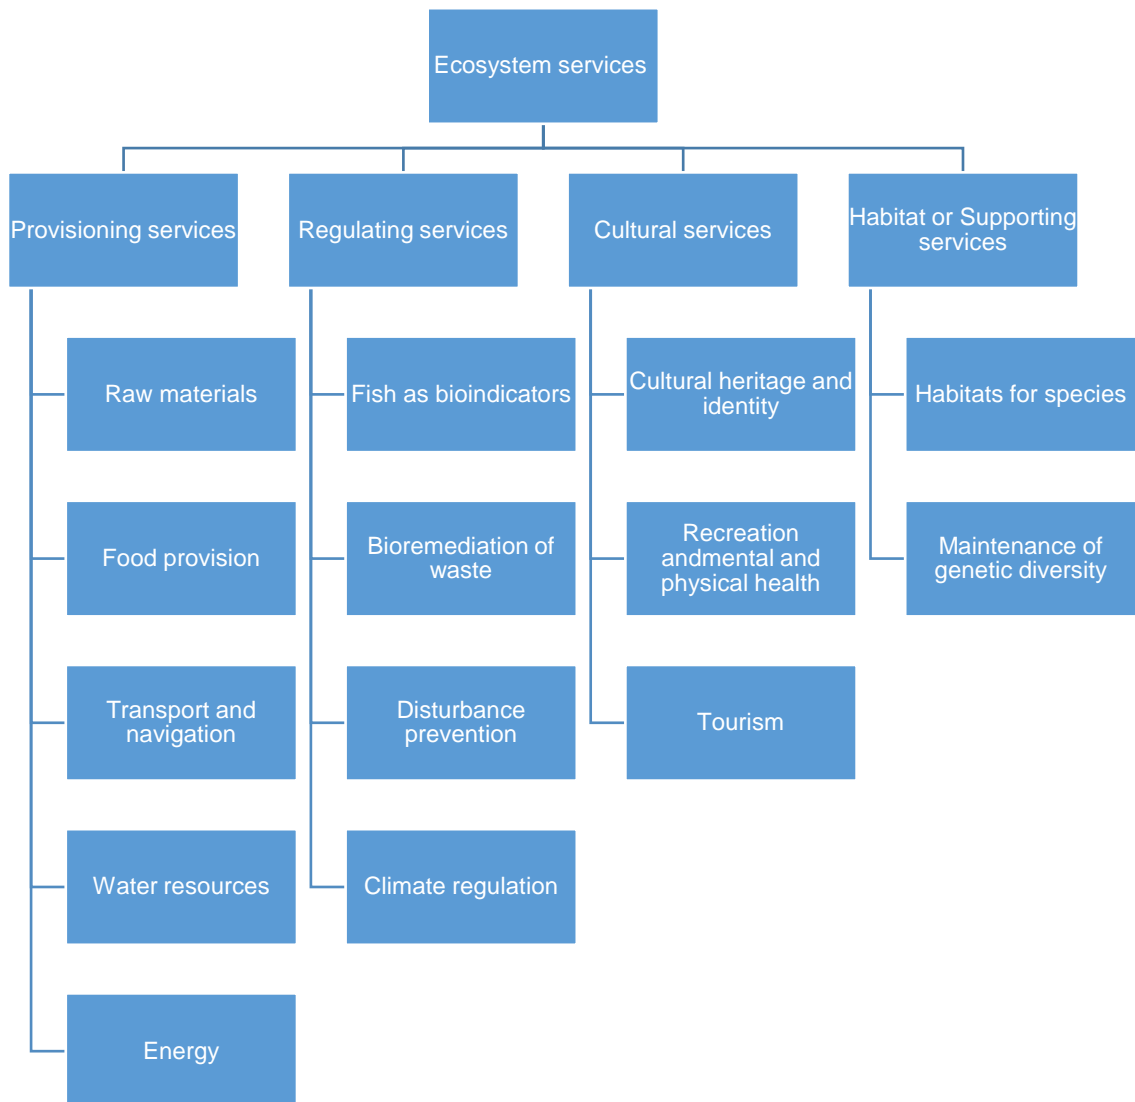 Ecosystem services
Provisioning services
Regulating services
Cultural services
Habitat or Supporting
services
Raw materials
Fish as bioindicators
Cultural heritage and
identity
Habitats for species
Food provision
Bioremediation of
waste
Recreation
andmental and
physical health
Maintenance of
genetic diversity
Transport and
navigation
Disturbance
prevention
Tourism
Water resources
Climate regulation
Energy